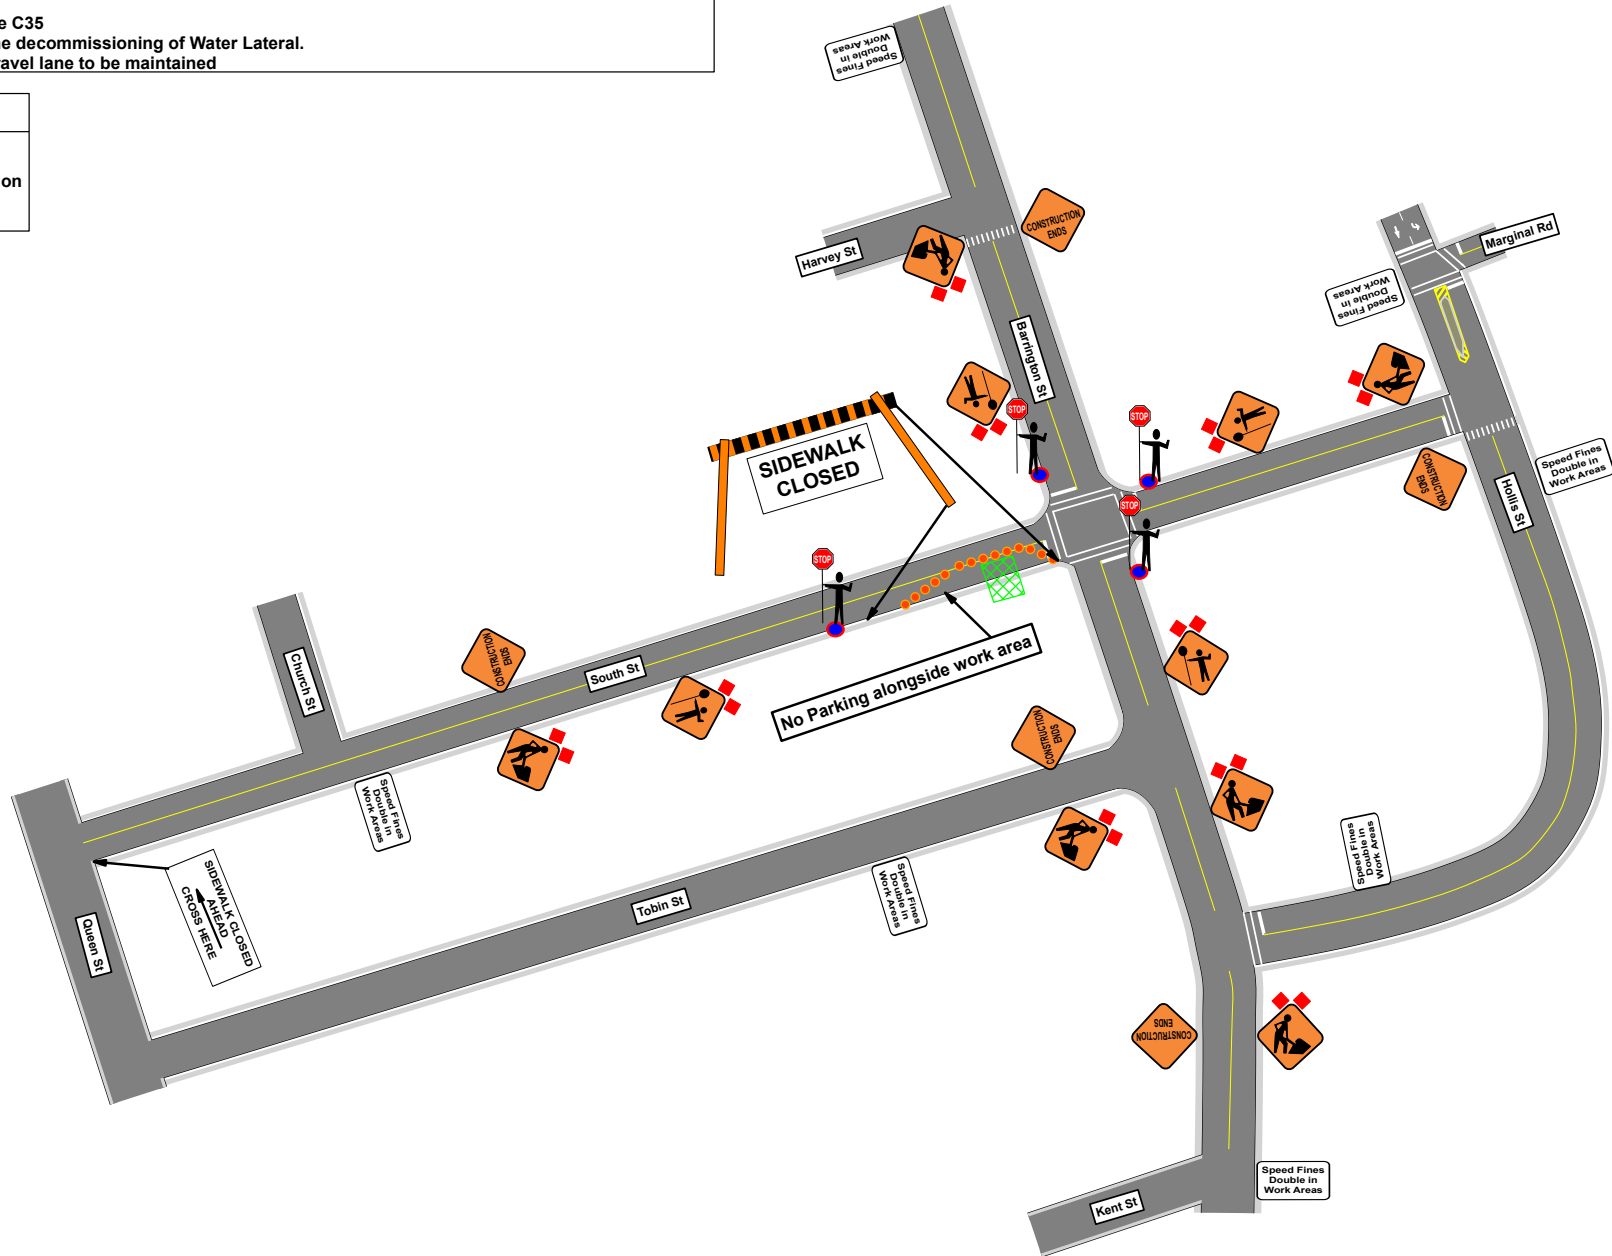 e C35
e decommissioning of Water Lateral.
avel lane to be maintained
on
Speed Fines
Double in
Work Areas
CONSTRUCTION
ENDS
Harvey St
Marginal Rd
Speed Fines
Double in
Work Areas
Barrington St
STOP
STOP
SIDEWALK
CLOSED
Speed Fines
Double in
Work Areas
CONSTRUCTION
ENDS
Hollis St
STOP
STOP
CONSTRUCTION
ENDS
Church St
South St
No Parking alongside work area
CONSTRUCTION
ENDS
Speed Fines
Double in
Work Areas
Speed Fines
Double in
Work Areas
SIDEWALK CLOSED
AHEAD
CROSS HERE
Queen St
Tobin St
Speed Fines
Double in
Work Areas
CONSTRUCTION
ENDS
Speed Fines
Double in
Work Areas
Kent St